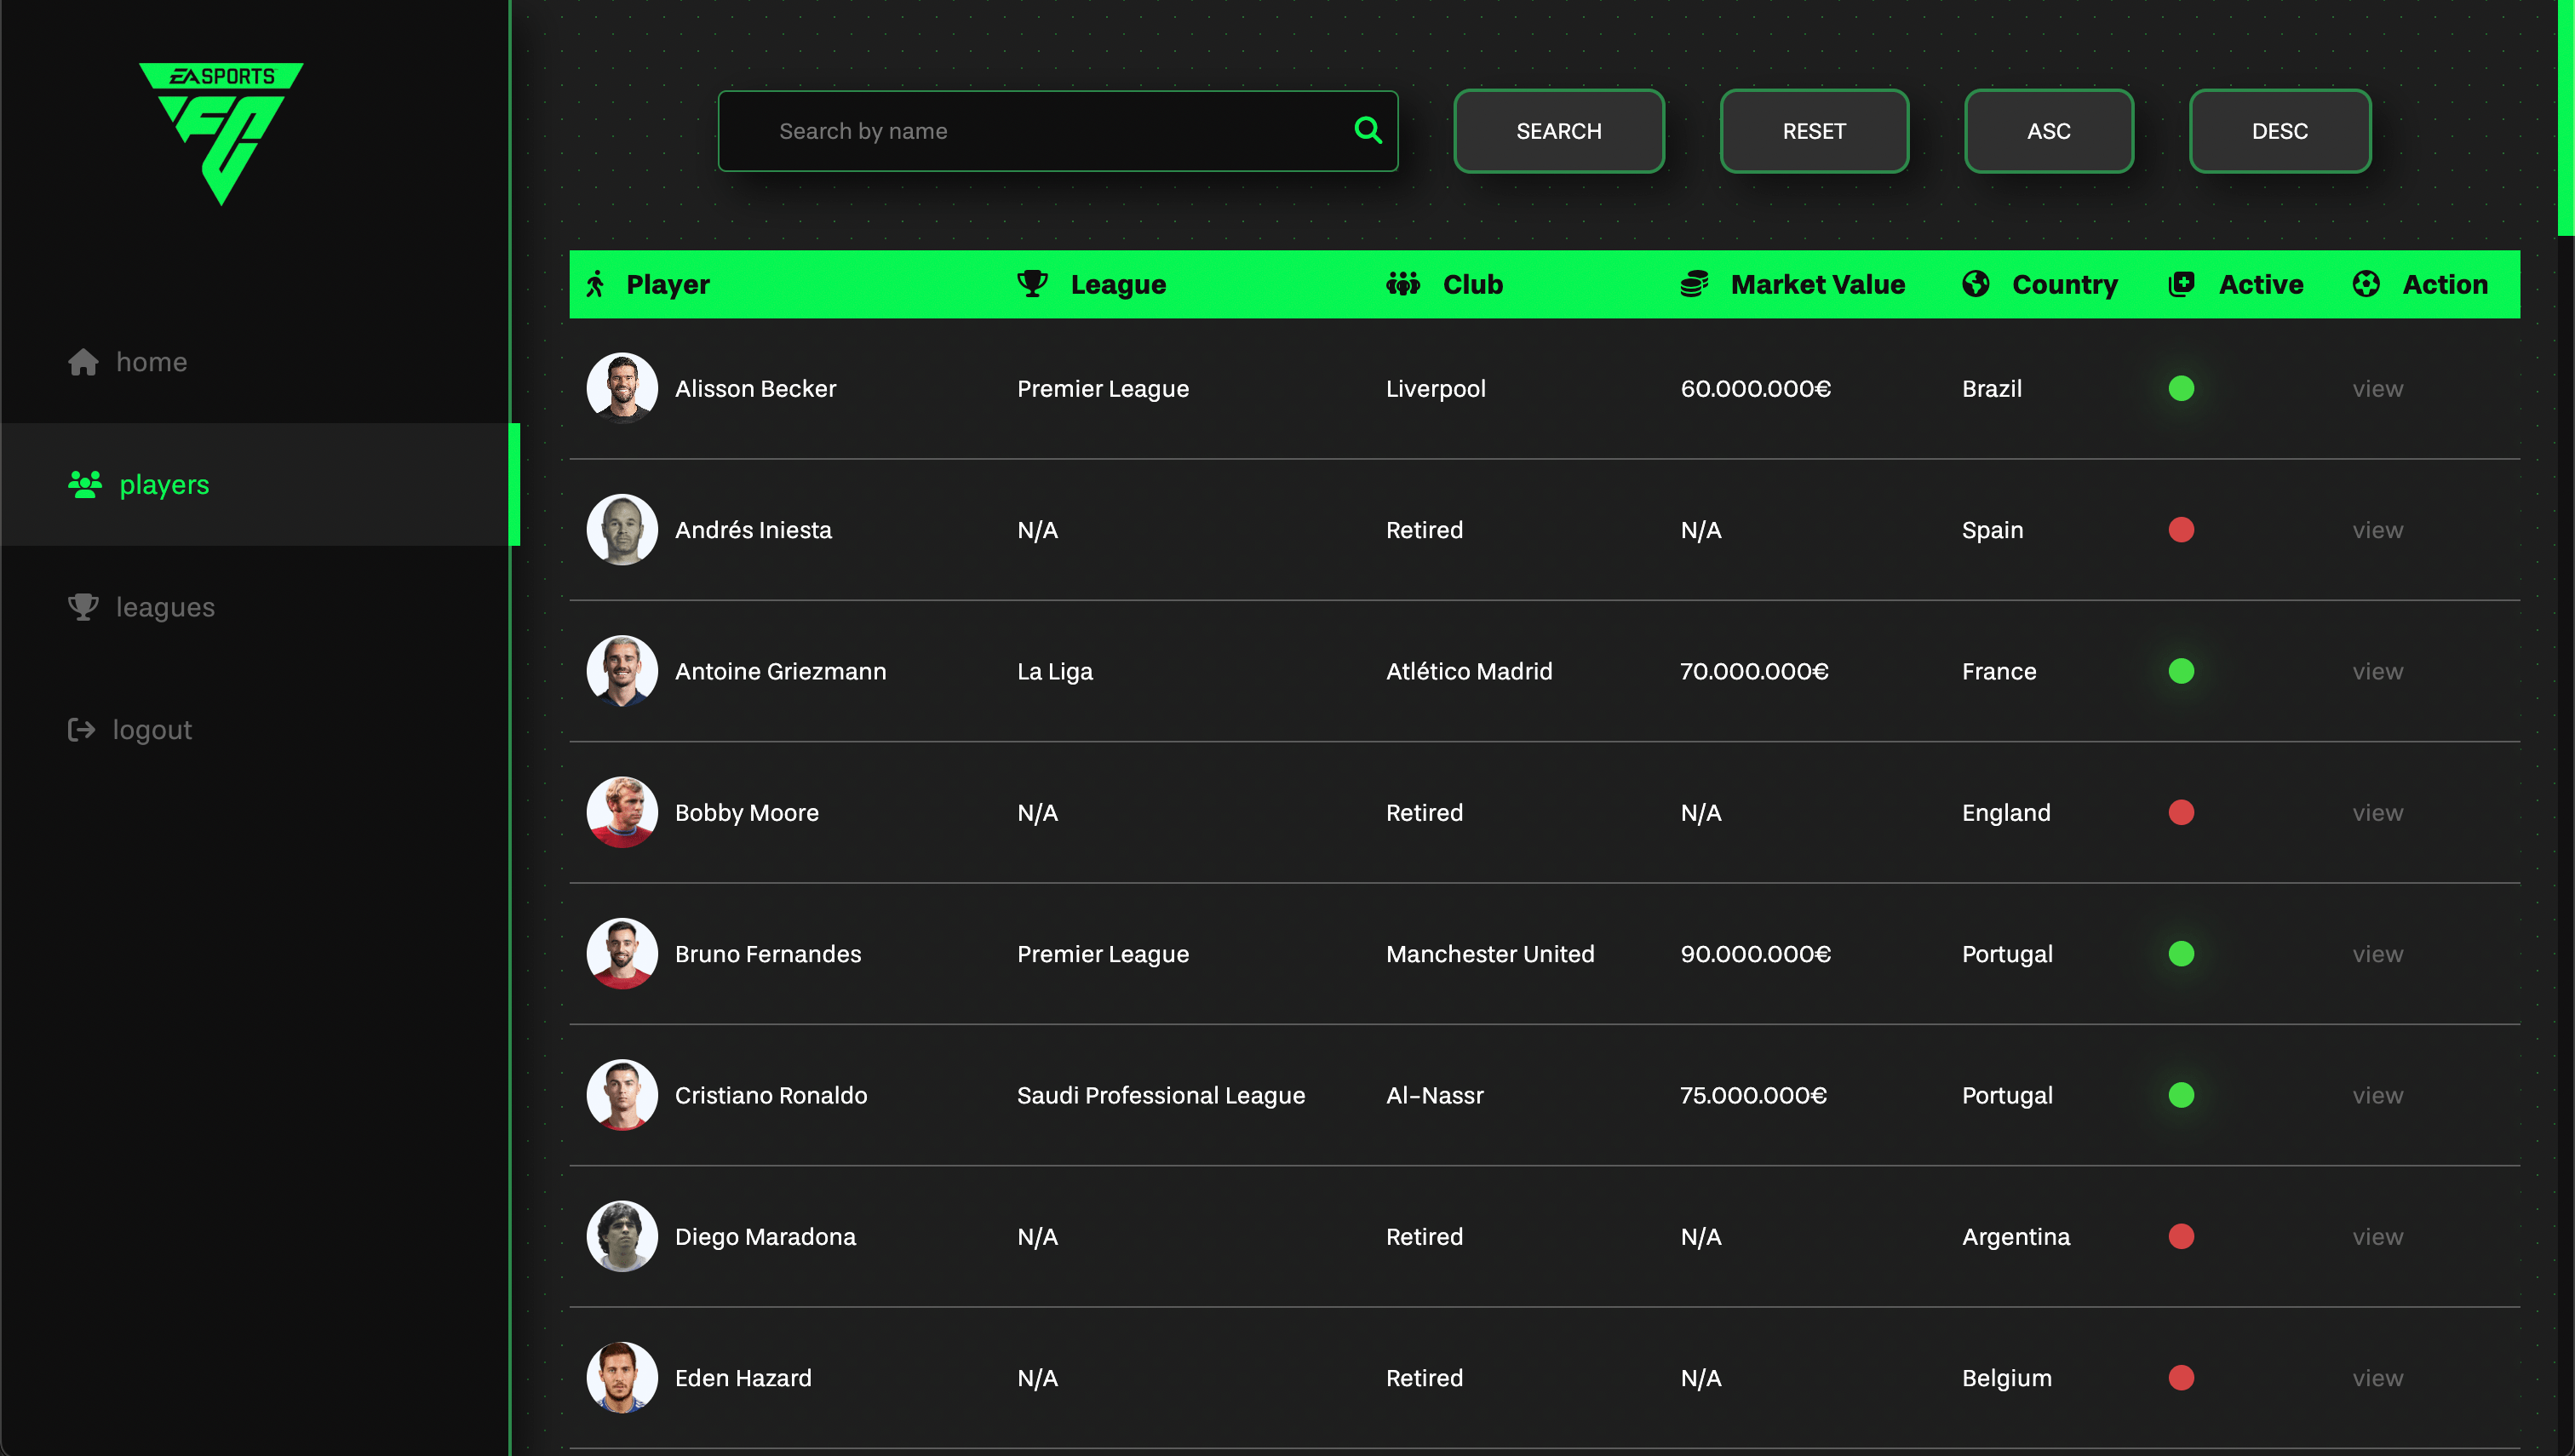 EA SPORTS
FC
Search by name
SEARCH RESET ASC DESC
home
players
leagues
logout
Player League Club Market Value Country Active Action
Alisson Becker Premier League Liverpool 60.000.000€ Brazil view
Andrés Iniesta N/A Retired N/A Spain view
Antoine Griezmann La Liga Atlético Madrid 70.000.000€ France view
Bobby Moore N/A Retired N/A England view
Bruno Fernandes Premier League Manchester United 90.000.000€ Portugal view
Cristiano Ronaldo Saudi Professional League Al-Nassr 75.000.000€ Portugal view
Diego Maradona N/A Retired N/A Argentina view
Eden Hazard N/A Retired N/A Belgium view